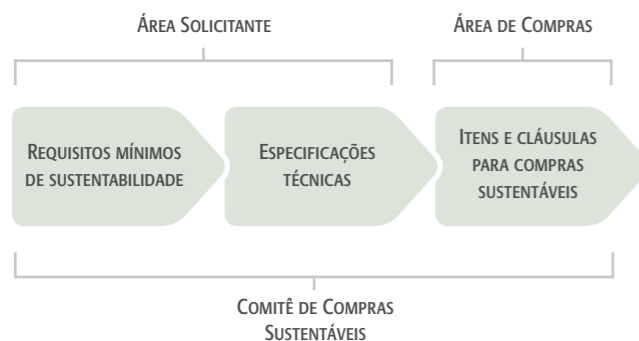 Área Solicitante
Área de Compras
Requisitos mínimos
de sustentabilidade
Especificações
técnicas
Itens e cláusulas
para compras
sustentáveis
Comitê de Compras
Sustentáveis